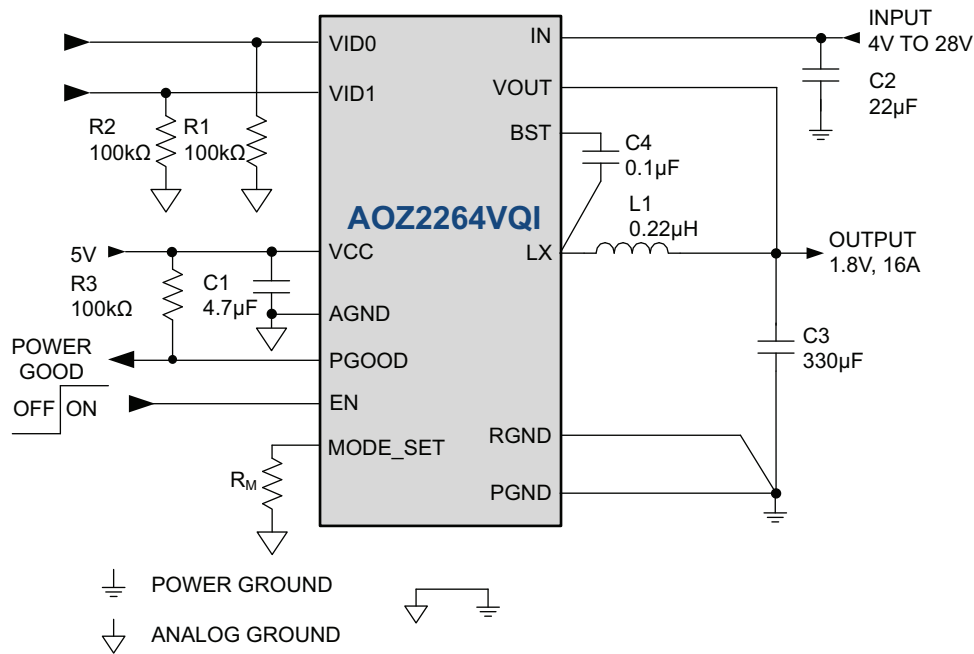 INPUT
4V TO 28V
VID0
IN
C2
22µF
VID1
VOUT
R2
100kΩ
R1
100kΩ
BST
C4
0.1µF
AOZ2264VQI
L1
0.22µH
5V
VCC
LX
OUTPUT
1.8V, 16A
R3
100kΩ
C1
4.7µF
AGND
POWER
GOOD
PGOOD
C3
330µF
OFF
ON
EN
RGND
MODE_SET
RM
PGND
POWER GROUND
ANALOG GROUND